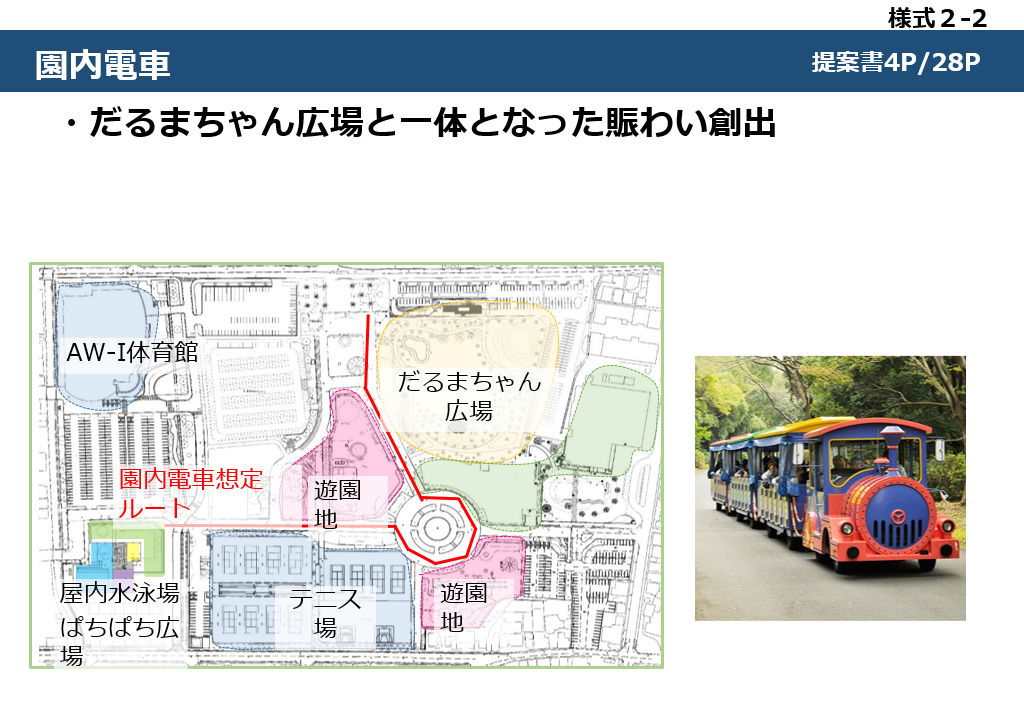 様式２-2
園内電車
提案書4P/28P
・だるまちゃん広場と一体となった賑わい創出
AW-I体育館
だるまちゃん
広場
園内電車想定
ルート
遊園
地
屋内水泳場
ぱちぱち広
場
テニス
場
遊園
地